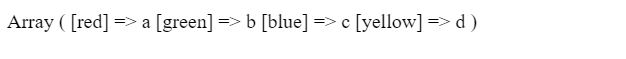 Array ( [red] => a [green] => b [blue] => c [yellow] => d )